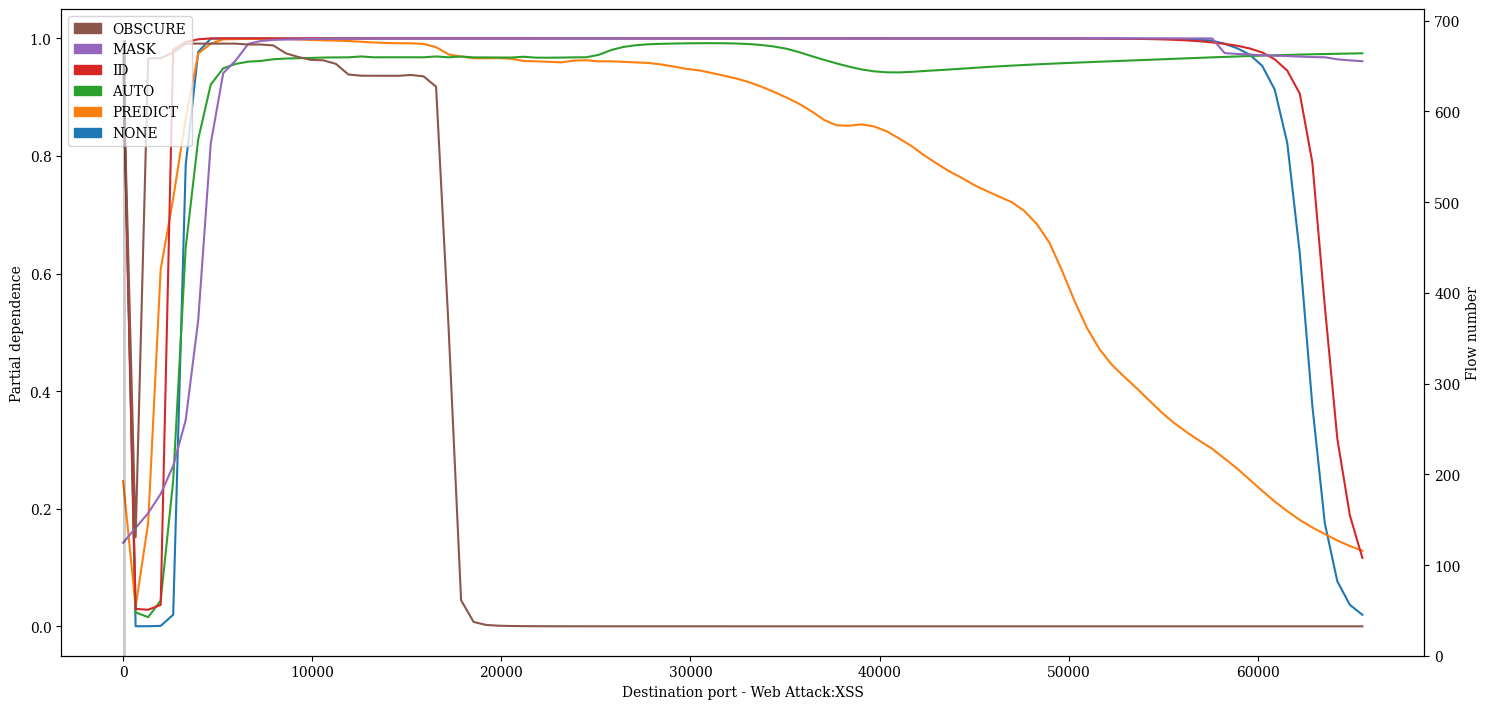 OBSCURE
MASK
ID
AUTO
PREDICT
NONE
1.0
0.8
0.6
0.4
0.2
0.0
Partial dependence
700
600
500
400
300
200
100
0
Flow number
0 10000 20000 30000 40000 50000 60000
Destination port - Web Attack:XSS